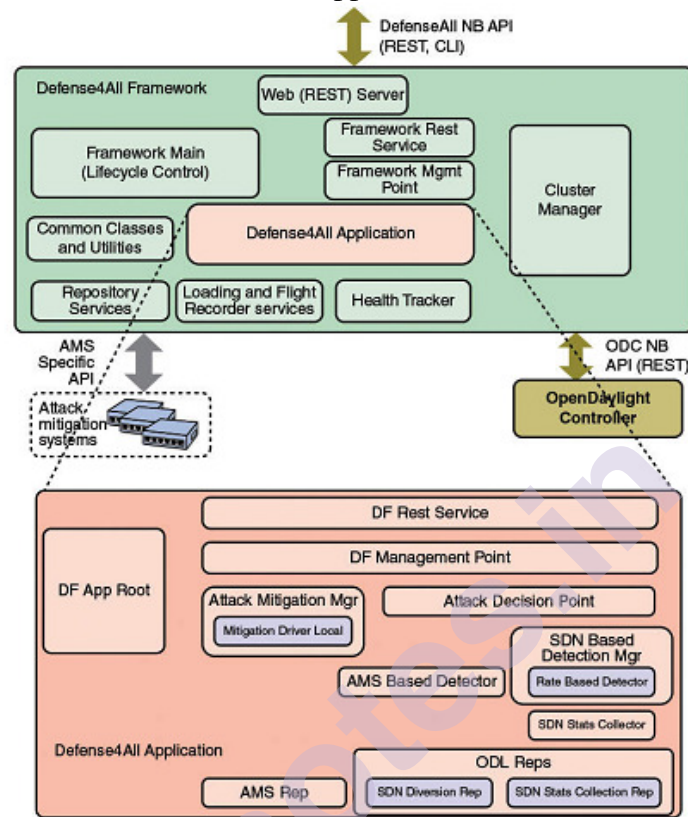 DefenseAll NB API
(REST, CLI)
Defense4All Framework
Web (REST) Server
Framework Main
(Lifecycle Control)
Framework Rest
Service
Framework Mgmt
Point
Cluster
Manager
Common Classes
and Utilities
Defense4All Application
Repository
Services
Loading and Flight
Recorder services
Health Tracker
AMS
Specific
API
ODC NB
API (REST)
Attack
mitigation
systems
OpenDaylight
Controller
DF Rest Service
DF Management Point
DF App Root
Attack Mitigation Mgr
Mitigation Driver Local
Attack Decision Point
SDN Based
Detection Mgr
Rate Based Detector
AMS Based Detector
SDN Stats Collector
Defense4All Application
ODL Reps
AMS Rep
SDN Diversion Rep
SDN Stats Collection Rep
otes.in